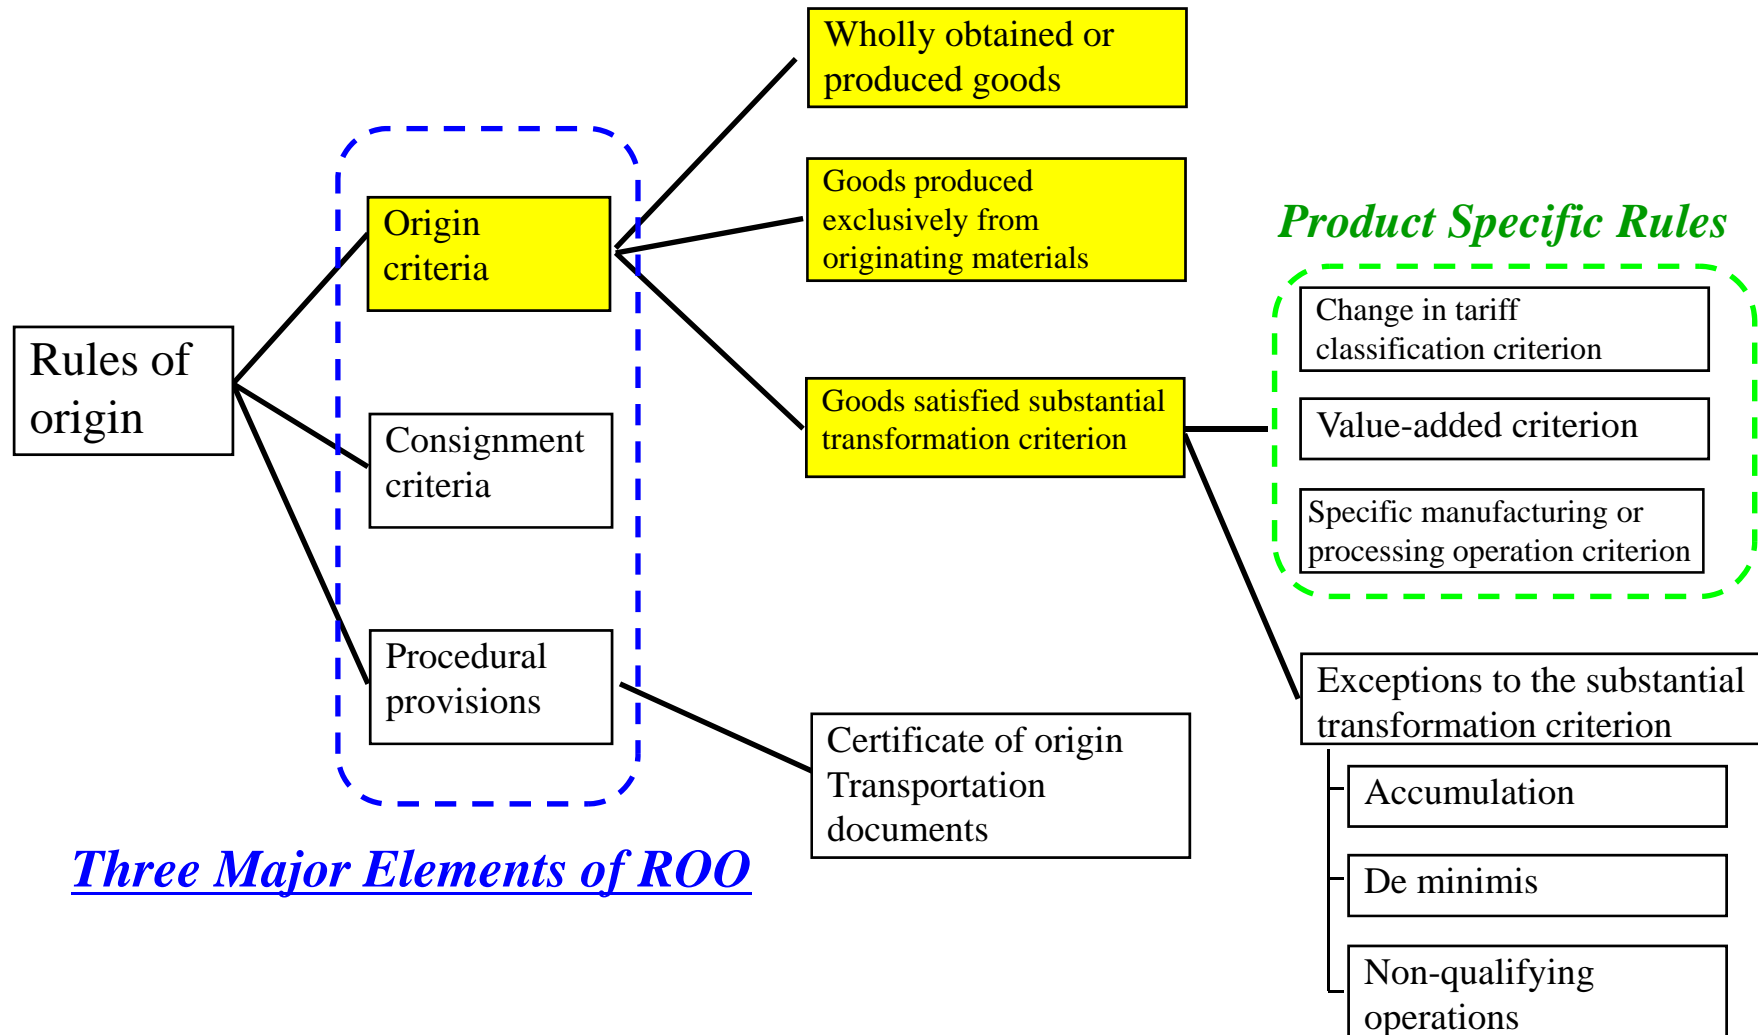 Rules of
origin
Origin
criteria
Consignment
criteria
Procedural
provisions
Three Major Elements of ROO
Wholly obtained or
produced goods
Goods produced
exclusively from
originating materials
Goods satisfied substantial
transformation criterion
Certificate of origin
Transportation
documents
Product Specific Rules
Change in tariff
classification criterion
Value-added criterion
Specific manufacturing or
processing operation criterion
Exceptions to the substantial
transformation criterion
Accumulation
De minimis
Non-qualifying
operations